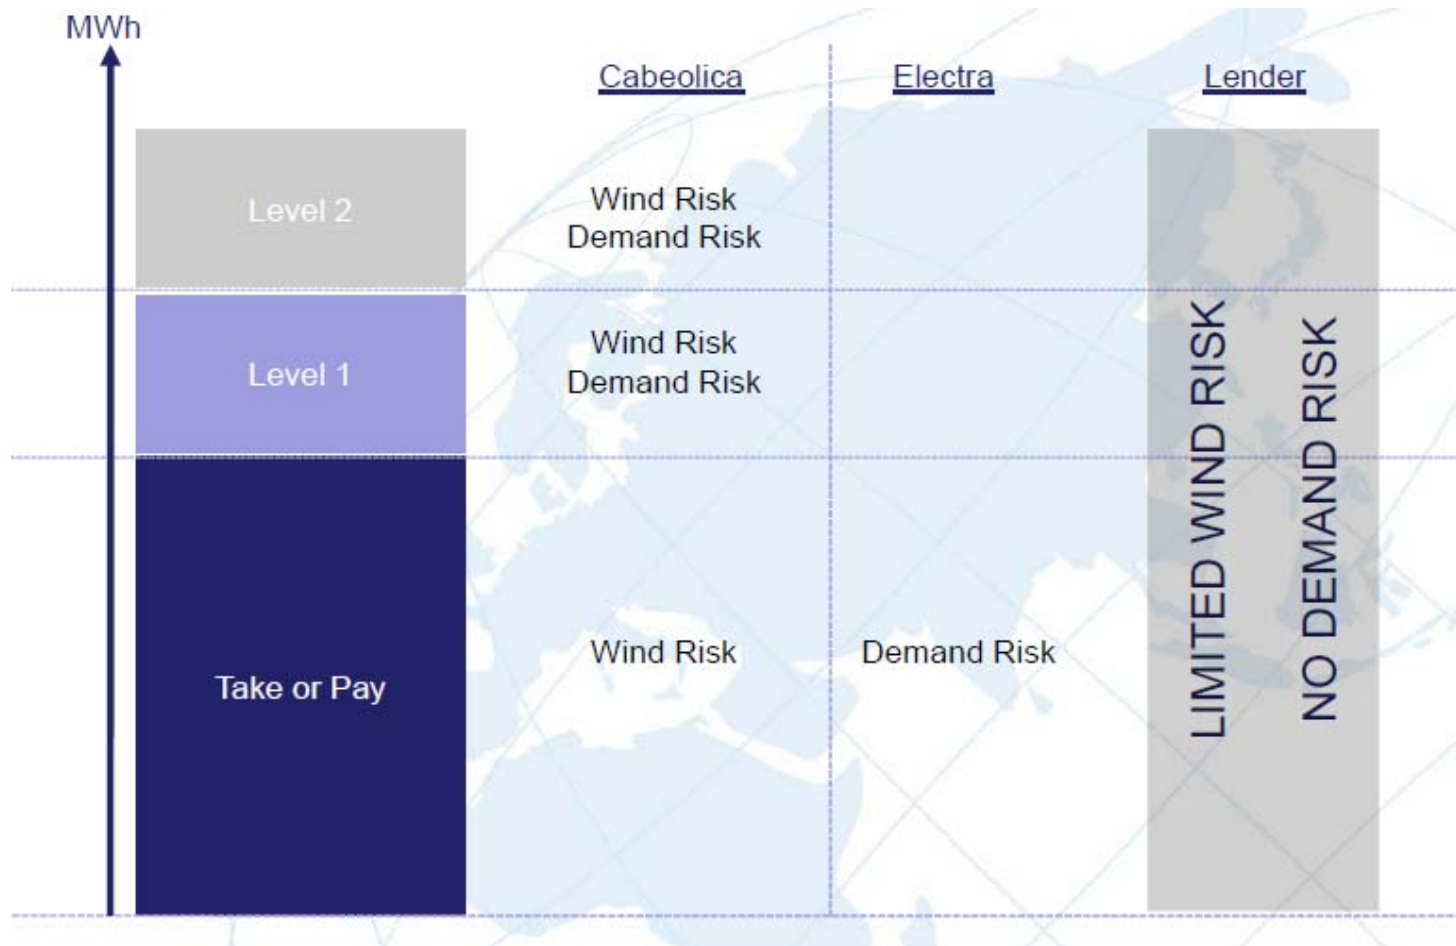 MWh
Cabeolica
Electra
Lender
Level 2
Wind Risk
Demand Risk
Level 1
Wind Risk
Demand Risk
Take or Pay
Wind Risk
Demand Risk
LIMITED WIND RISK
NO DEMAND RISK